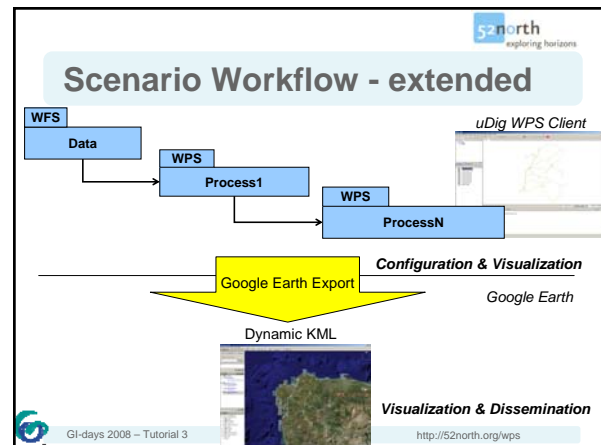 52north
exploring horizons
Scenario Workflow - extended
WFS
uDig WPS Client
Data
WPS
Process1
WPS
ProcessN
Configuration & Visualization
Google Earth Export
Google Earth
Dynamic KML
Visualization & Dissemination
GI-days 2008 – Tutorial 3
http://52north.org/wps